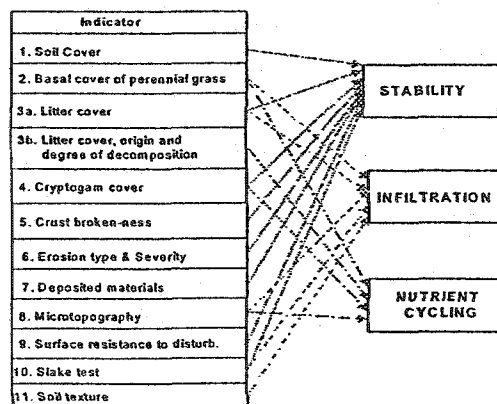 Indicator
1. Soil Cover
2. Basal cover of perennial grass
3a. Litter cover
3b. Litter cover, origin and
degree of decomposition
4. Cryptogam cover
5. Crust broken-ness
6. Erosion type & Severity
7. Deposited materials
8. Microtopography
9. Surface resistance to disturb.
10. Slake test
11. Soil texture
STABILITY
INFILTRATION
NUTRIENT
CYCLING